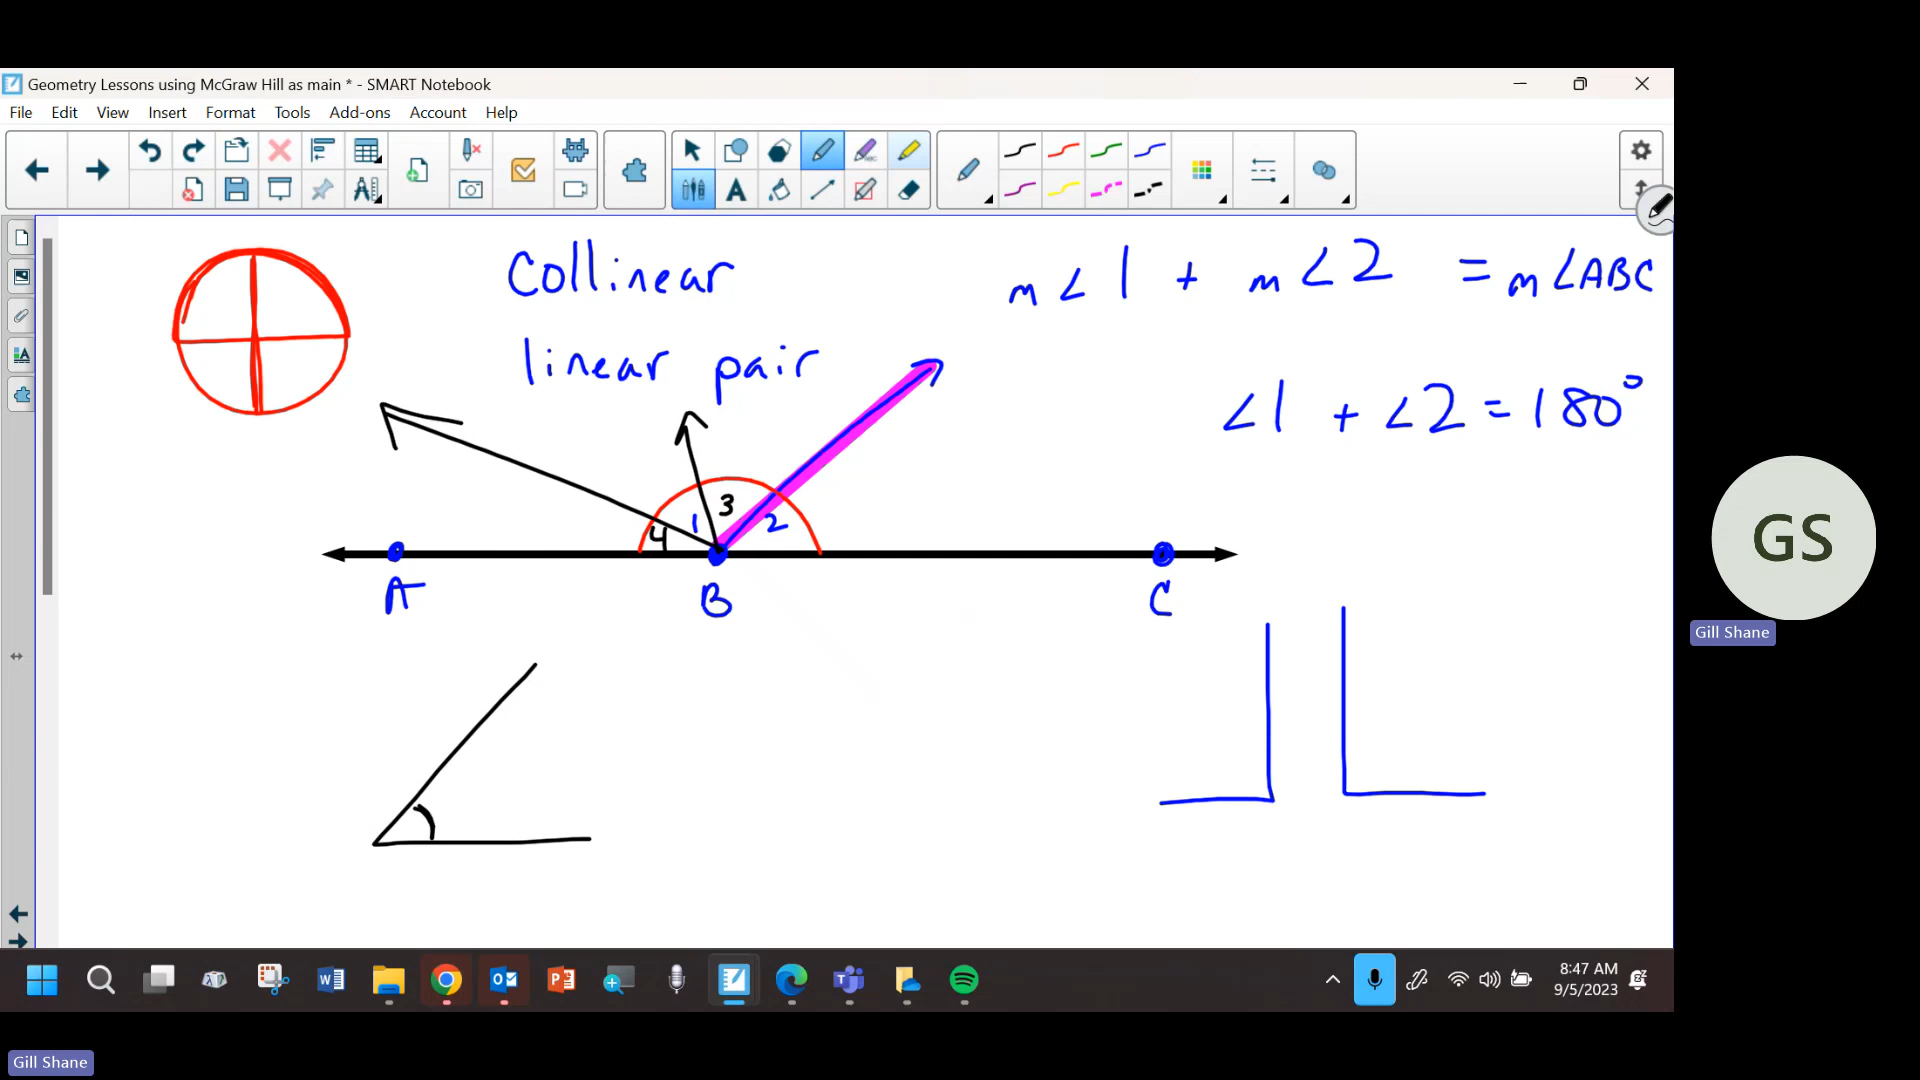 Geometry Lessons using McGraw Hill as main * - SMART Notebook
File Edit View Insert Format Tools Add-ons Account Help
Collinear
m∠1 + m∠2 = m∠ABC
linear pair
∠1 + ∠2 = 180°
3
4 1 2
A B C
GS
Gill Shane
8:47 AM
9/5/2023
Gill Shane